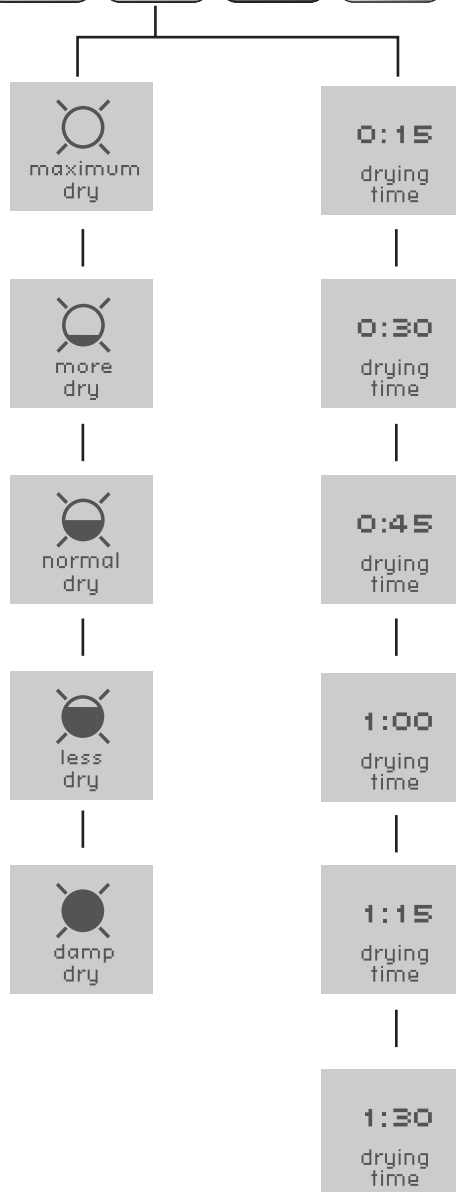 maximum
dry
more
dry
normal
dry
less
dry
damp
dry
0:15
drying
time
0:30
drying
time
0:45
drying
time
1:00
drying
time
1:15
drying
time
1:30
drying
time